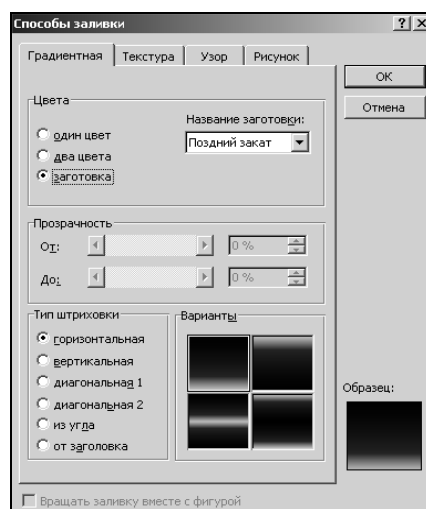 Способы заливки
Градиентная Текстура Узор Рисунок
ОК
Отмена
Цвета
один цвет
два цвета
заготовка
Название заготовки:
Поздний закат
Прозрачность
От: 0 %
До: 0 %
Тип штриховки
горизонтальная
вертикальная
диагональная 1
диагональная 2
из угла
от заголовка
Варианты
Образец:
Вращать заливку вместе с фигурой